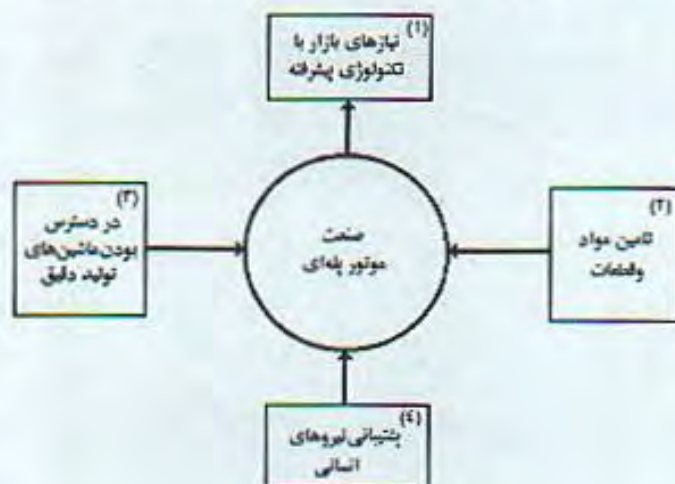 (۱)
نیازهای بازار با
تکنولوژی پیشرفته
(۳)
در دسترس
بودن ماشین‌های
تولید دقیق
صنعت
موتور پله‌ای
(۲)
تامین مواد
وقطعات
(٤)
پشتیبانی نیروهای
انسانی